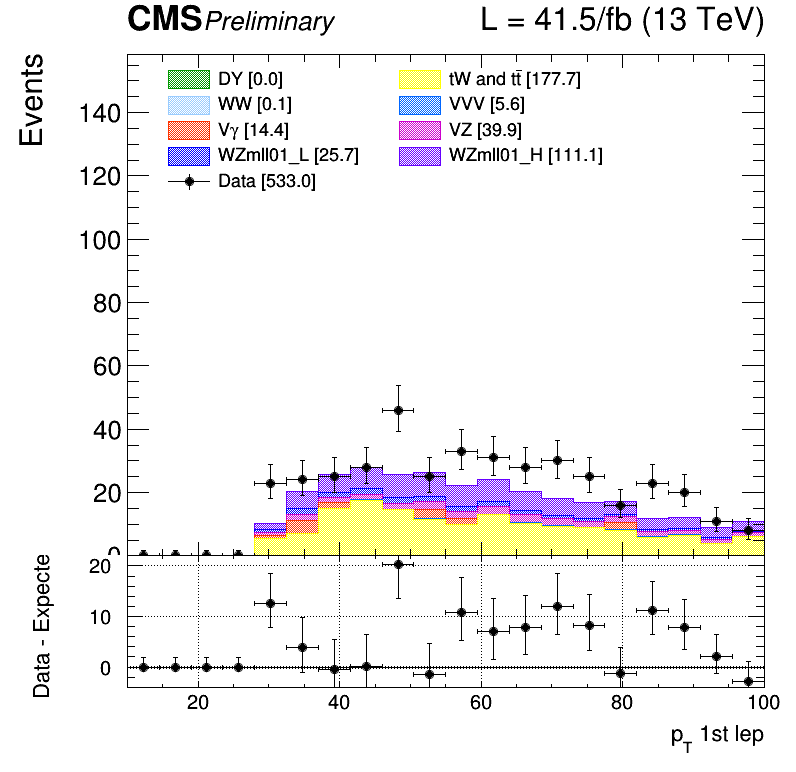 CMS Preliminary L = 41.5/fb (13 TeV)
Events
DY [0.0] tW and tt̄ [177.7]
WW [0.1] VVV [5.6]
Vγ [14.4] VZ [39.9]
WZmll01_L [25.7] WZmll01_H [111.1]
Data [533.0]
140
120
100
80
60
40
20
0
Data - Expecte
20
10
0
20 40 60 80 100
p_T 1st lep